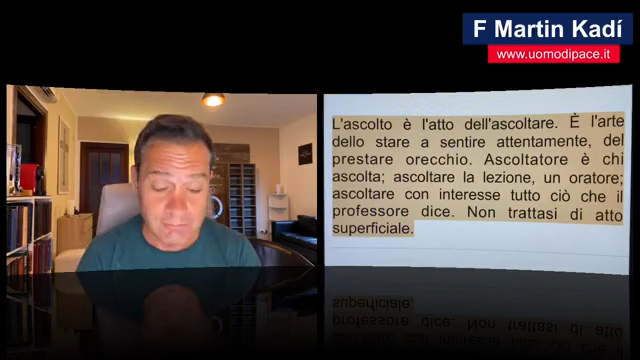 F Martin Kadí
www.uomodipace.it
L'ascolto è l'atto dell'ascoltare. È l'arte
dello stare a sentire attentamente, del
prestare orecchio. Ascoltatore è chi
ascolta; ascoltare la lezione, un oratore;
ascoltare con interesse tutto ciò che il
professore dice. Non trattasi di atto
superficiale.